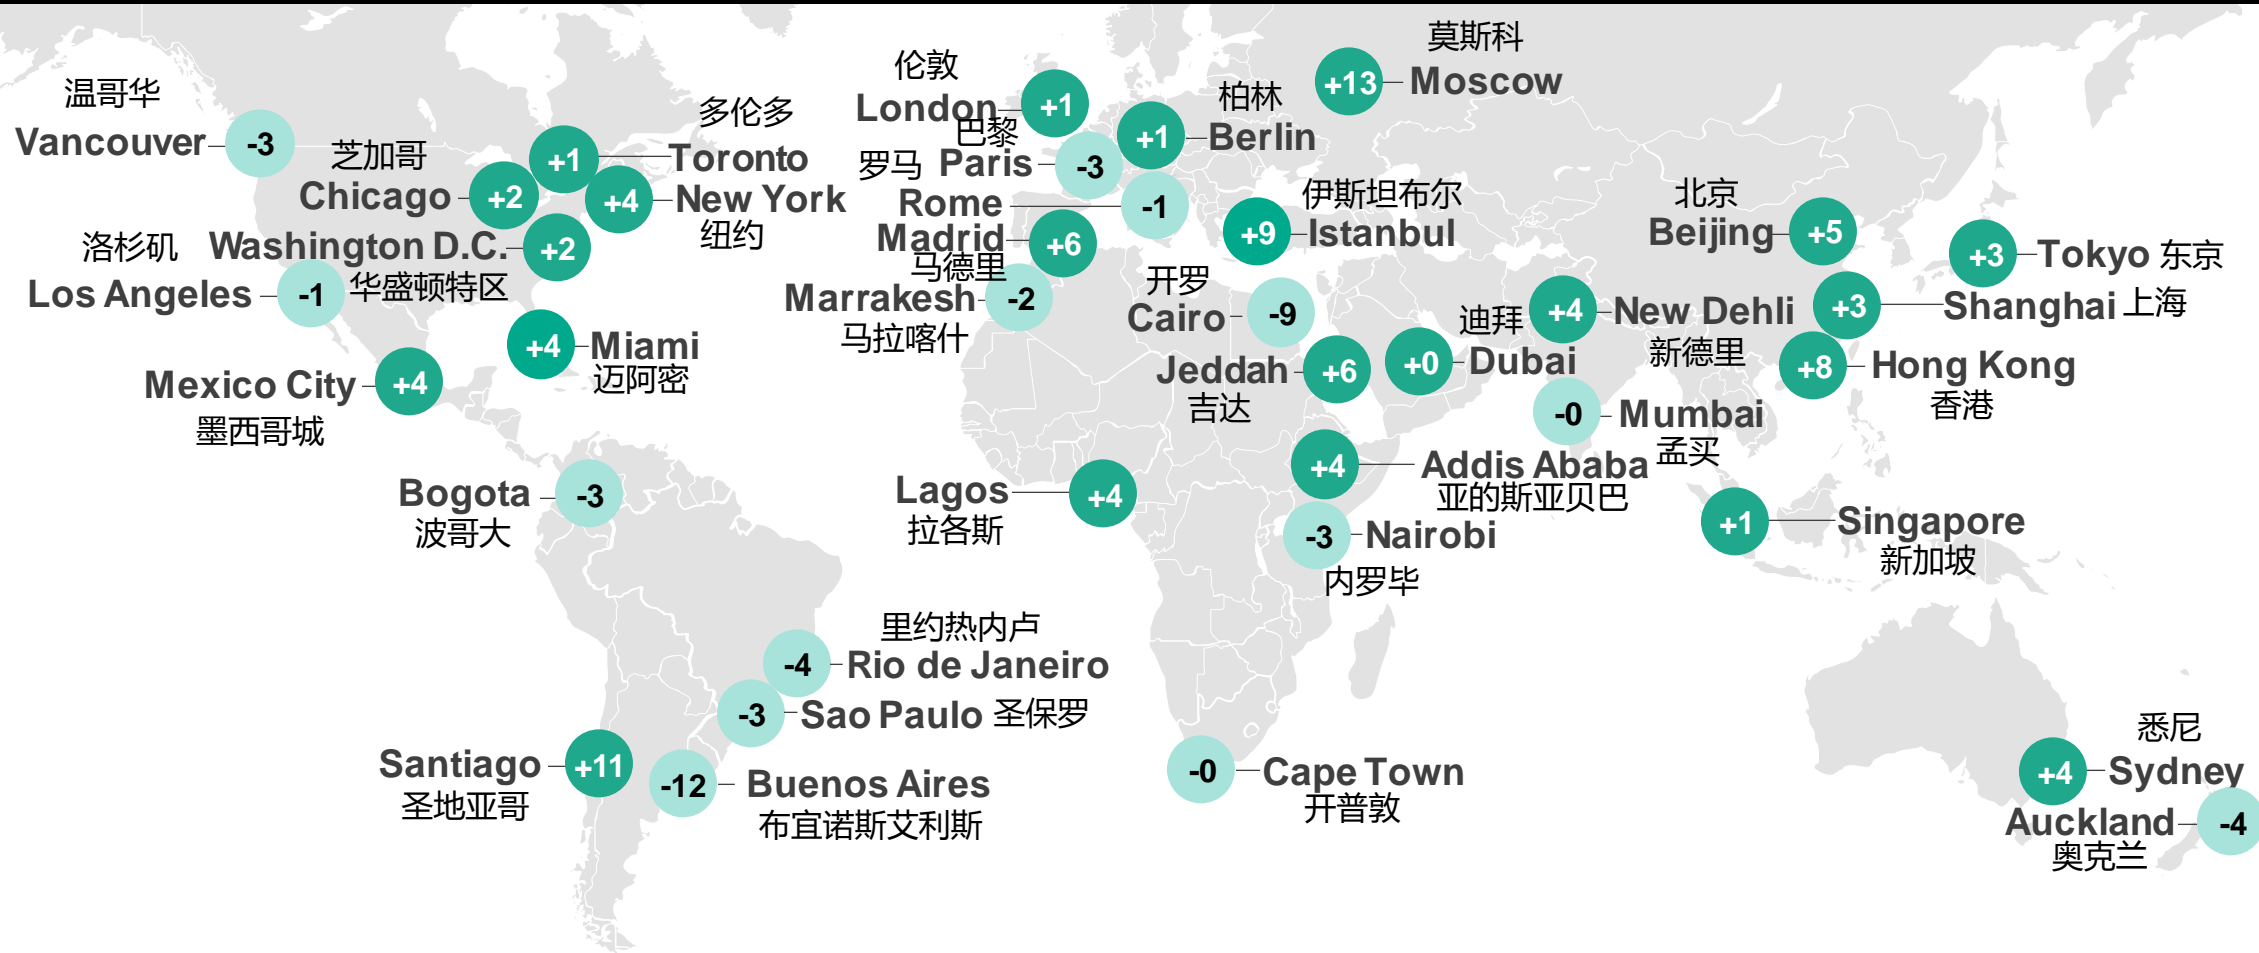 温哥华
Vancouver
-3
芝加哥
Chicago
+2
多伦多
+1
Toronto
+4
New York
纽约
洛杉矶
Los Angeles
-1
Washington D.C.
+2
华盛顿特区
+4
Miami
迈阿密
Mexico City
+4
墨西哥城
Bogota
-3
波哥大
里约热内卢
-4
Rio de Janeiro
-3
Sao Paulo 圣保罗
Santiago
+11
圣地亚哥
-12
Buenos Aires
布宜诺斯艾利斯
伦敦
London
+1
巴黎
Paris
-3
罗马
Rome
-1
Madrid
+6
马德里
Marrakesh
-2
马拉喀什
柏林
+1
Berlin
莫斯科
+13
Moscow
伊斯坦布尔
+9
Istanbul
开罗
Cairo
-9
Jeddah
+6
吉达
迪拜
+0
Dubai
+4
New Dehli
新德里
-0
Mumbai
孟买
+4
Addis Ababa
亚的斯亚贝巴
Lagos
+4
拉各斯
-3
Nairobi
内罗毕
-0
Cape Town
开普敦
北京
Beijing
+5
+3
Tokyo 东京
+3
Shanghai 上海
+8
Hong Kong
香港
+1
Singapore
新加坡
悉尼
+4
Sydney
Auckland
-4
奥克兰